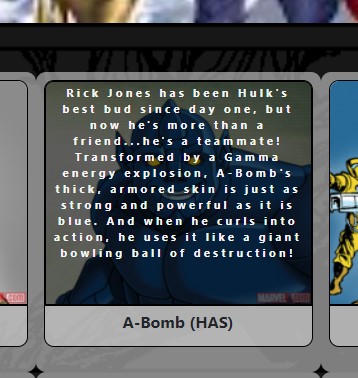 Rick Jones has been Hulk's
best bud since day one, but
now he's more than a
friend...he's a teammate!
Transformed by a Gamma
energy explosion, A-Bomb's
thick, armored skin is just as
strong and powerful as it is
blue. And when he curls into
action, he uses it like a giant
bowling ball of destruction!
MARVEL.COM
A-Bomb (HAS)